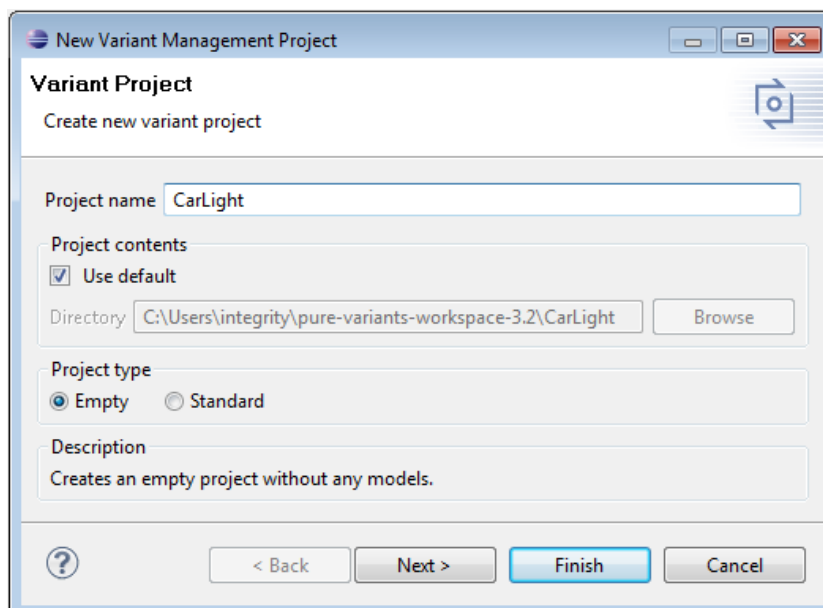 New Variant Management Project
Variant Project
Create new variant project
Project name CarLight
Project contents
Use default
Directory C:\Users\integrity\pure-variants-workspace-3.2\CarLight Browse
Project type
Empty Standard
Description
Creates an empty project without any models.
? < Back Next > Finish Cancel